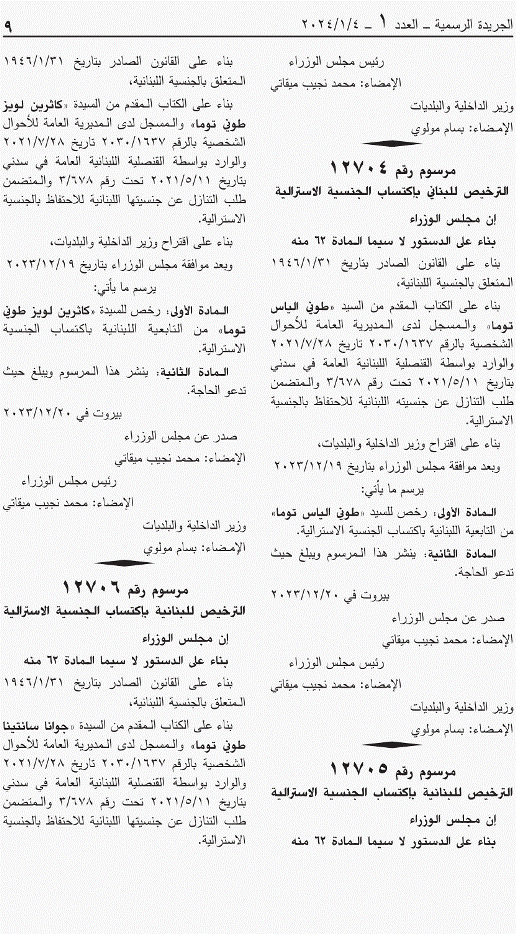 الجريدة الرسمية ــ العدد ١ ــ ٢٠٢٤/١/٤
٩
رئيس مجلس الوزراء
الإمضاء: محمد نجيب ميقاتي
وزير الداخلية والبلديات
الإمضاء: بسام مولوي
مرسوم رقم ١٢٧٠٤
الترخيص للبناني بإكتساب الجنسية الاسترالية
إن مجلس الوزراء
بناء على الدستور لا سيما المادة ٦٢ منه
بناء على القانون الصادر بتاريخ ١٩٤٦/١/٣١
المتعلق بالجنسية اللبنانية،
بناء على الكتاب المقدم من السيد «طوني الياس
توما» والمسجل لدى المديرية العامة للأحوال
الشخصية بالرقم ٢٠٣٠/١٦٣٧ تاريخ ٢٠٢١/٧/٢٨
والوارد بواسطة القنصلية اللبنانية العامة في سدني
بتاريخ ٢٠٢١/٥/١١ تحت رقم ٣/٦٧٨ والمتضمن
طلب التنازل عن جنسيته اللبنانية للاحتفاظ بالجنسية
الاسترالية.
بناء على اقتراح وزير الداخلية والبلديات،
وبعد موافقة مجلس الوزراء بتاريخ ٢٠٢٣/١٢/١٩
يرسم ما يأتي:
المادة الأولى: رخص للسيد «طوني الياس توما»
من التابعية اللبنانية باكتساب الجنسية الاسترالية.
المادة الثانية: ينشر هذا المرسوم ويبلغ حيث
تدعو الحاجة.
بيروت في ٢٠٢٣/١٢/٢٠
صدر عن مجلس الوزراء
الإمضاء: محمد نجيب ميقاتي
رئيس مجلس الوزراء
الإمضاء: محمد نجيب ميقاتي
وزير الداخلية والبلديات
الإمضاء: بسام مولوي
مرسوم رقم ١٢٧٠٥
الترخيص للبنانية بإكتساب الجنسية الاسترالية
إن مجلس الوزراء
بناء على الدستور لا سيما المادة ٦٢ منه
بناء على القانون الصادر بتاريخ ١٩٤٦/١/٣١
المتعلق بالجنسية اللبنانية،
بناء على الكتاب المقدم من السيدة «كاثرين لويز
طوني توما» والمسجل لدى المديرية العامة للأحوال
الشخصية بالرقم ٢٠٣٠/١٦٣٧ تاريخ ٢٠٢١/٧/٢٨
والوارد بواسطة القنصلية اللبنانية العامة في سدني
بتاريخ ٢٠٢١/٥/١١ تحت رقم ٣/٦٧٨ والمتضمن
طلب التنازل عن جنسيتها اللبنانية للاحتفاظ بالجنسية
الاسترالية.
بناء على اقتراح وزير الداخلية والبلديات،
وبعد موافقة مجلس الوزراء بتاريخ ٢٠٢٣/١٢/١٩
يرسم ما يأتي:
المادة الأولى: رخص للسيدة «كاثرين لويز طوني
توما» من التابعية اللبنانية باكتساب الجنسية
الاسترالية.
المادة الثانية: ينشر هذا المرسوم ويبلغ حيث
تدعو الحاجة.
بيروت في ٢٠٢٣/١٢/٢٠
صدر عن مجلس الوزراء
الإمضاء: محمد نجيب ميقاتي
رئيس مجلس الوزراء
الإمضاء: محمد نجيب ميقاتي
وزير الداخلية والبلديات
الإمضاء: بسام مولوي
مرسوم رقم ١٢٧٠٦
الترخيص للبنانية بإكتساب الجنسية الاسترالية
إن مجلس الوزراء
بناء على الدستور لا سيما المادة ٦٢ منه
بناء على القانون الصادر بتاريخ ١٩٤٦/١/٣١
المتعلق بالجنسية اللبنانية،
بناء على الكتاب المقدم من السيدة «جوانا سانتينا
طوني توما» والمسجل لدى المديرية العامة للأحوال
الشخصية بالرقم ٢٠٣٠/١٦٣٧ تاريخ ٢٠٢١/٧/٢٨
والوارد بواسطة القنصلية اللبنانية العامة في سدني
بتاريخ ٢٠٢١/٥/١١ تحت رقم ٣/٦٧٨ والمتضمن
طلب التنازل عن جنسيتها اللبنانية للاحتفاظ بالجنسية
الاسترالية.